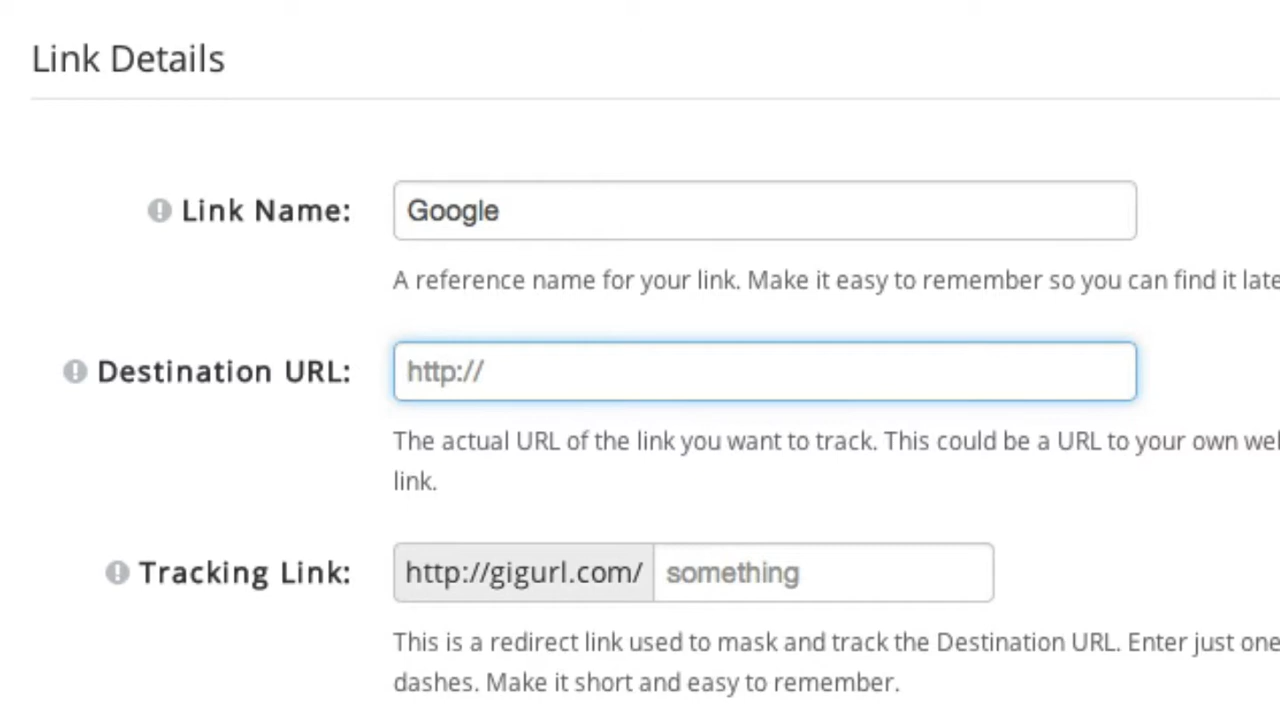 Link Details
Link Name:
Google
A reference name for your link. Make it easy to remember so you can find it late
Destination URL:
http://
The actual URL of the link you want to track. This could be a URL to your own we
link.
Tracking Link:
http://gigurl.com/ something
This is a redirect link used to mask and track the Destination URL. Enter just one
dashes. Make it short and easy to remember.